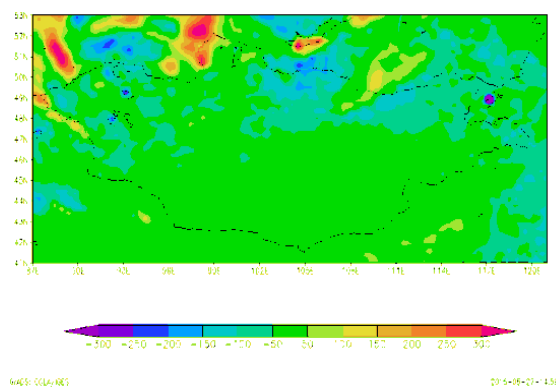 53N
52N
51N
50N
49N
48N
47N
46N
45N
44N
43N
42N
41N
87E 90E 93E 96E 99E 102E 105E 108E 111E 114E 117E 120E
-300 -250 -200 -150 -100 -50 50 100 150 200 250 300
GrADS: COLA/IGES